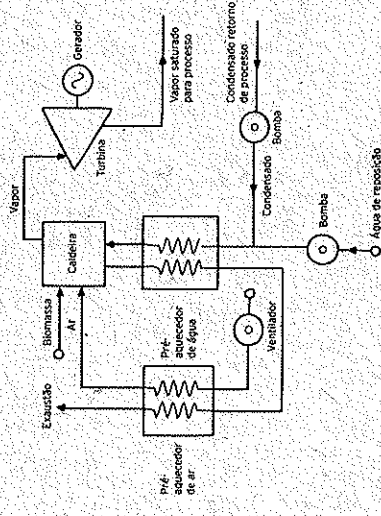 Gerador
Vapor saturado
para processo
Turbina
Vapor
Condensado retorno
de processo
Bomba
Condensado
Caldeira
Biomassa
Ar
Bomba
Água de reposição
Pré-
aquecedor
de água
Ventilador
Exaustão
Pré-
aquecedor
de ar